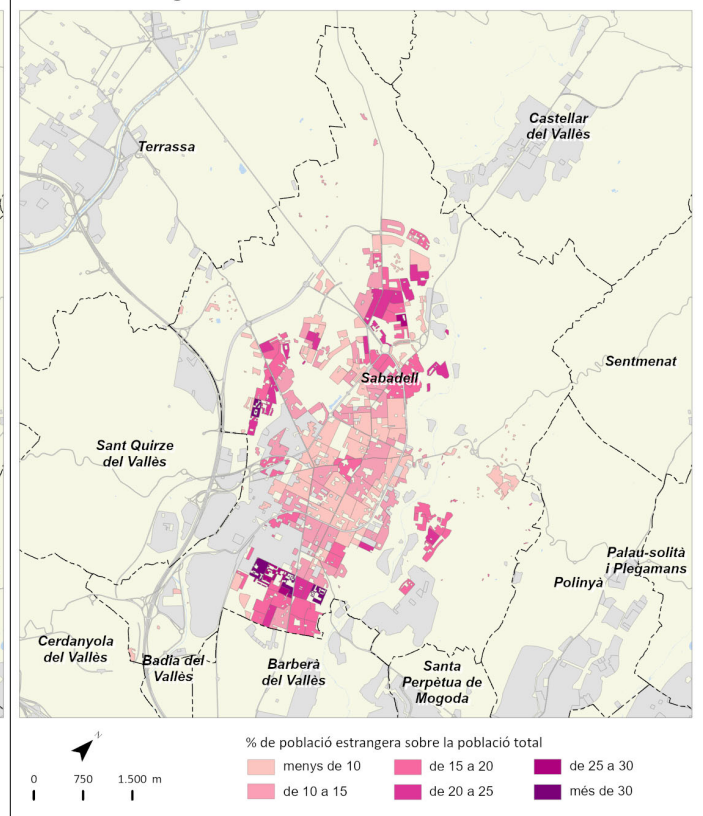 Castellar
del Vallès
Terrassa
Sentmenat
Sabadell
Sant Quirze
del Vallès
Palau-solità
i Plegamans
Polinyà
Cerdanyola
del Vallès
Badia del
Vallès
Barberà
del Vallès
Santa
Perpètua de
Mogoda
N
0 750 1.500 m
% de població estrangera sobre la població total
menys de 10
de 10 a 15
de 15 a 20
de 20 a 25
de 25 a 30
més de 30